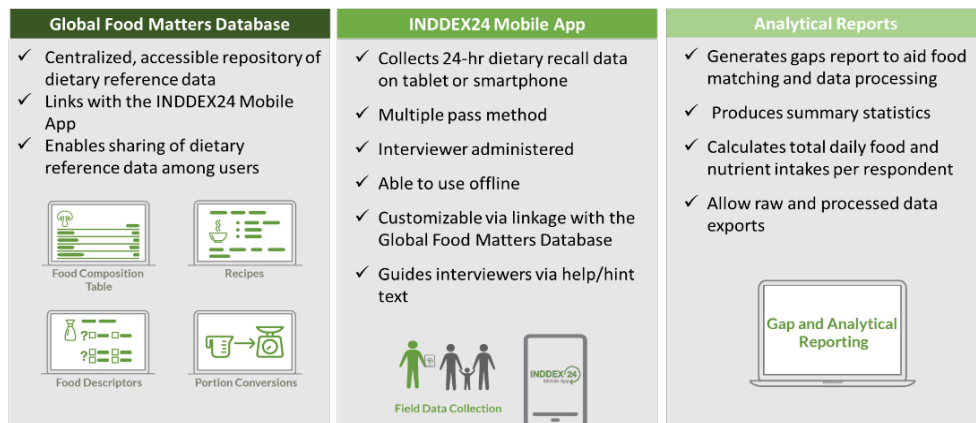 Global Food Matters Database
✓ Centralized, accessible repository of
dietary reference data
✓ Links with the INDDEX24 Mobile
App
✓ Enables sharing of dietary
reference data among users
Food Composition
Table
Recipes
?
?
Food Descriptors
Portion Conversions
INDDEX24 Mobile App
✓ Collects 24-hr dietary recall data
on tablet or smartphone
✓ Multiple pass method
✓ Interviewer administered
✓ Able to use offline
✓ Customizable via linkage with the
Global Food Matters Database
✓ Guides interviewers via help/hint
text
Field Data Collection
INDDEX 24
Mobile App
Analytical Reports
✓ Generates gaps report to aid food
matching and data processing
✓ Produces summary statistics
✓ Calculates total daily food and
nutrient intakes per respondent
✓ Allow raw and processed data
exports
Gap and Analytical
Reporting